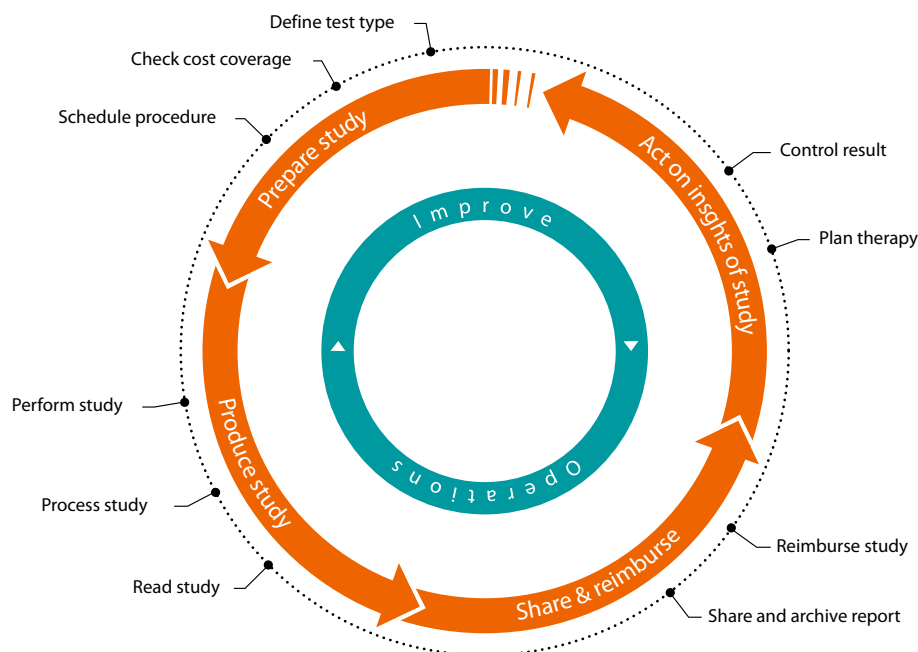 Define test type
Check cost coverage
Schedule procedure
Prepare study
Act on insghts of study
Control result
Plan therapy
Improve
Operations
Perform study
Produce study
Process study
Read study
Share & reimburse
Reimburse study
Share and archive report